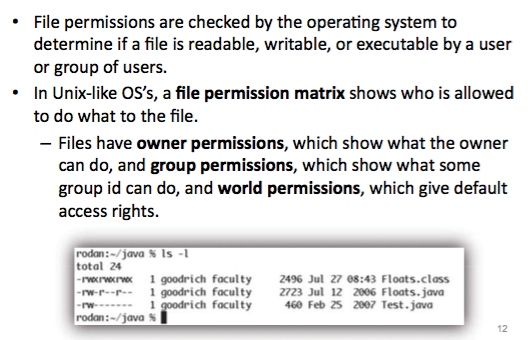 • File permissions are checked by the operating system to
determine if a file is readable, writable, or executable by a user
or group of users.
• In Unix-like OS’s, a file permission matrix shows who is allowed
to do what to the file.
– Files have owner permissions, which show what the owner
can do, and group permissions, which show what some
group id can do, and world permissions, which give default
access rights.
rodan:~/java % ls -l
total 24
-rwxrwxrwx 1 goodrich faculty 2496 Jul 27 08:43 Floats.class
-rw-r--r-- 1 goodrich faculty 2723 Jul 12 2006 Floats.java
-rw------- 1 goodrich faculty 460 Feb 25 2007 Test.java
rodan:~/java %
12